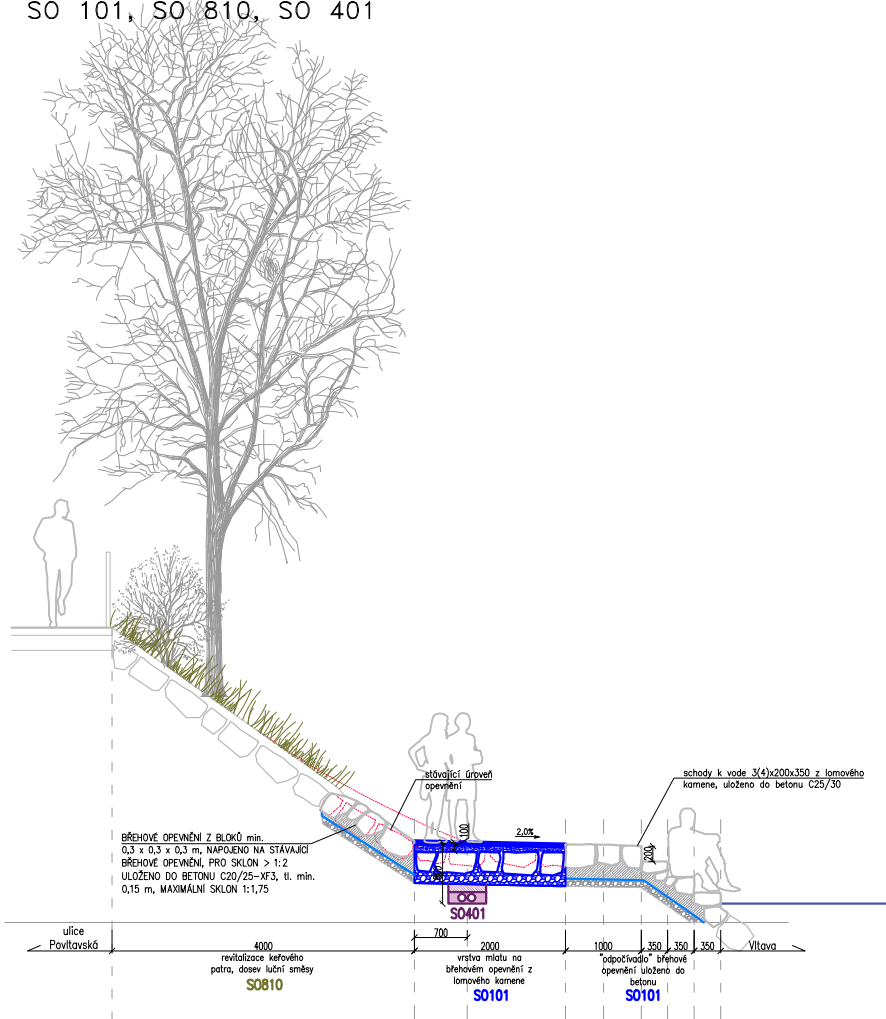 SO 101, SO 810, SO 401
stávající úroveň
opevnění
schody k vode 3(4)x200x350 z lomového
kamene, uloženo do betonu C25/30
BŘEHOVÉ OPEVNĚNÍ Z BLOKŮ min.
0,3 x 0,3 x 0,3 m, NAPOJENO NA STÁVAJÍCÍ
BŘEHOVÉ OPEVNĚNÍ, PRO SKLON > 1:2
ULOŽENO DO BETONU C20/25-XF3, tl. min.
0,15 m, MAXIMÁLNÍ SKLON 1:1,75
100
2,0%
200
SO401
ulice
Povltavská
700
4000
2000
1000
350
350
350
Vltava
revitalizace keřového
patra, dosev luční směsy
SO810
vrstva mlatu na
břehovém opevnění z
lomového kamene
SO101
"odpočívadlo" břehové
opevnění uloženo do
betonu
SO101